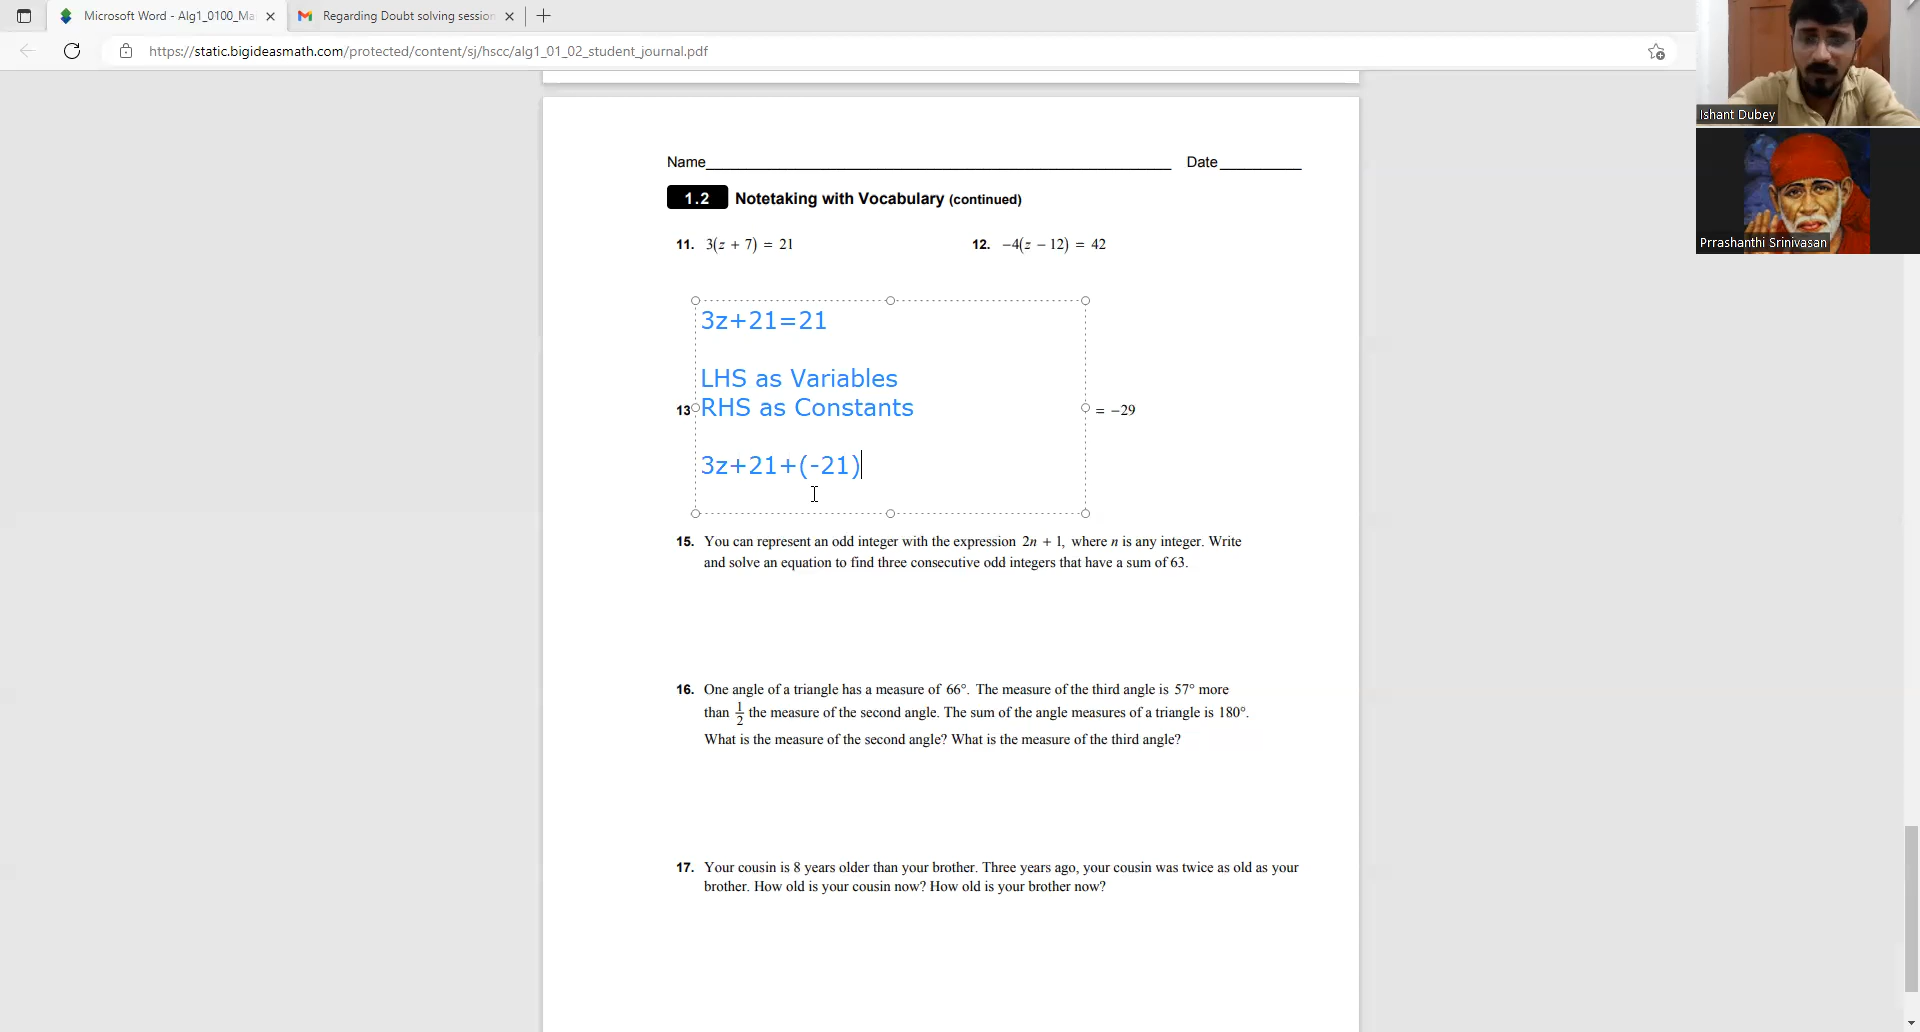 Microsoft Word - Alg1_0100_Ma
Regarding Doubt solving session
https://static.bigideasmath.com/protected/content/sj/hscc/alg1_01_02_student_journal.pdf
Ishant Dubey
Prrashanthi Srinivasan
Name Date
1.2 Notetaking with Vocabulary (continued)
11. 3(z + 7) = 21 12. −4(z − 12) = 42
3z+21=21
LHS as Variables
RHS as Constants
13 = −29
3z+21+(-21)
15. You can represent an odd integer with the expression 2n + 1, where n is any integer. Write
and solve an equation to find three consecutive odd integers that have a sum of 63.
16. One angle of a triangle has a measure of 66°. The measure of the third angle is 57° more
than 1/2 the measure of the second angle. The sum of the angle measures of a triangle is 180°.
What is the measure of the second angle? What is the measure of the third angle?
17. Your cousin is 8 years older than your brother. Three years ago, your cousin was twice as old as your
brother. How old is your cousin now? How old is your brother now?